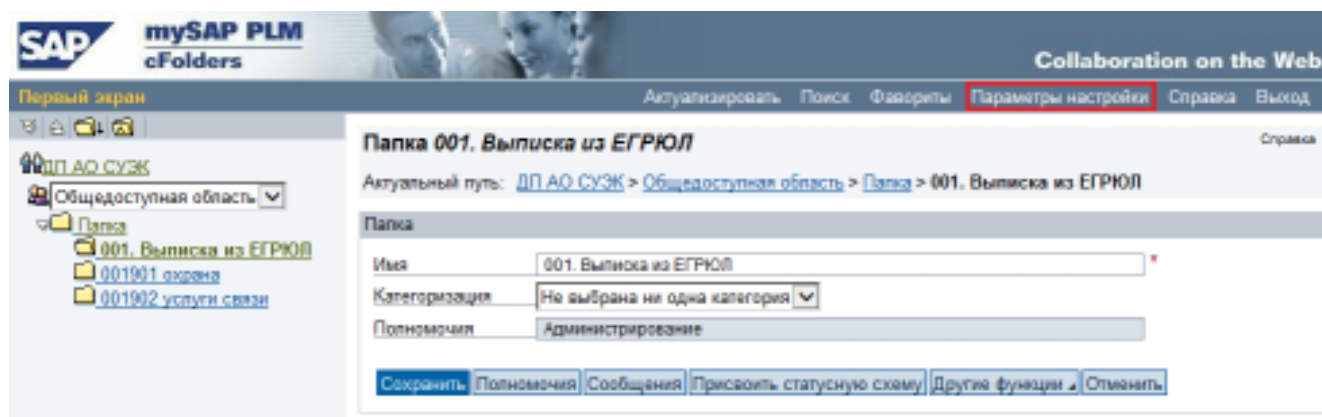 SAP mySAP PLM
cFolders
Collaboration on the Web
Первый экран Актуализировать Поиск Фавориты Параметры настройки Справка Выход
ДП АО СУЭК
Общедоступная область
Папка
001. Выписка из ЕГРЮЛ
001901 охрана
001902 услуги связи
Папка 001. Выписка из ЕГРЮЛ Справка
Актуальный путь: ДП АО СУЭК > Общедоступная область > Папка > 001. Выписка из ЕГРЮЛ
Папка
Имя 001. Выписка из ЕГРЮЛ *
Категоризация Не выбрана ни одна категория
Полномочия Администрирование
Сохранить Полномочия Сообщения Присвоить статусную схему Другие функции Отменить